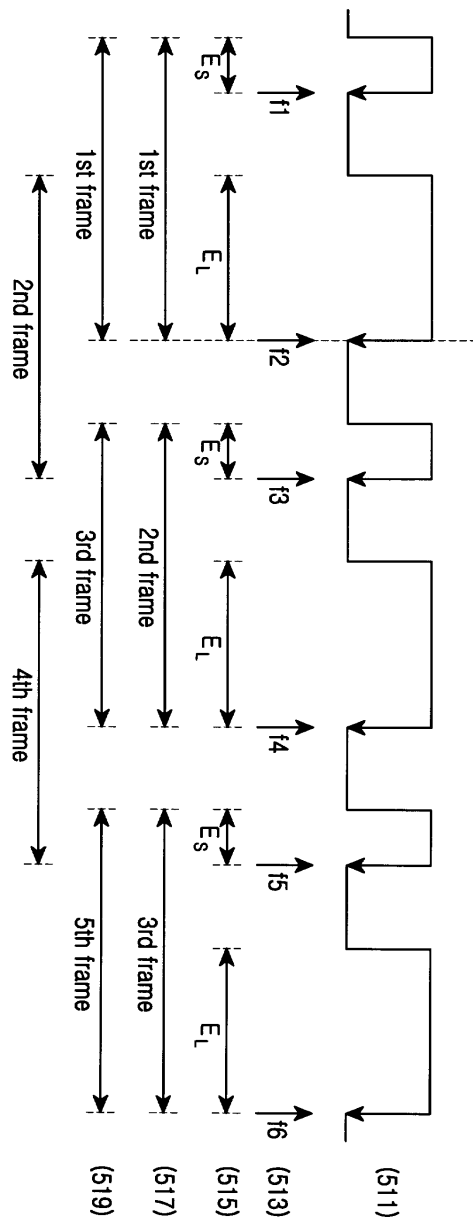 (511)
f1 f2 f3 f4 f5 f6 (513)
E_S E_L E_S E_L E_S E_L (515)
1st frame 2nd frame 3rd frame (517)
1st frame 3rd frame 5th frame (519)
2nd frame 4th frame